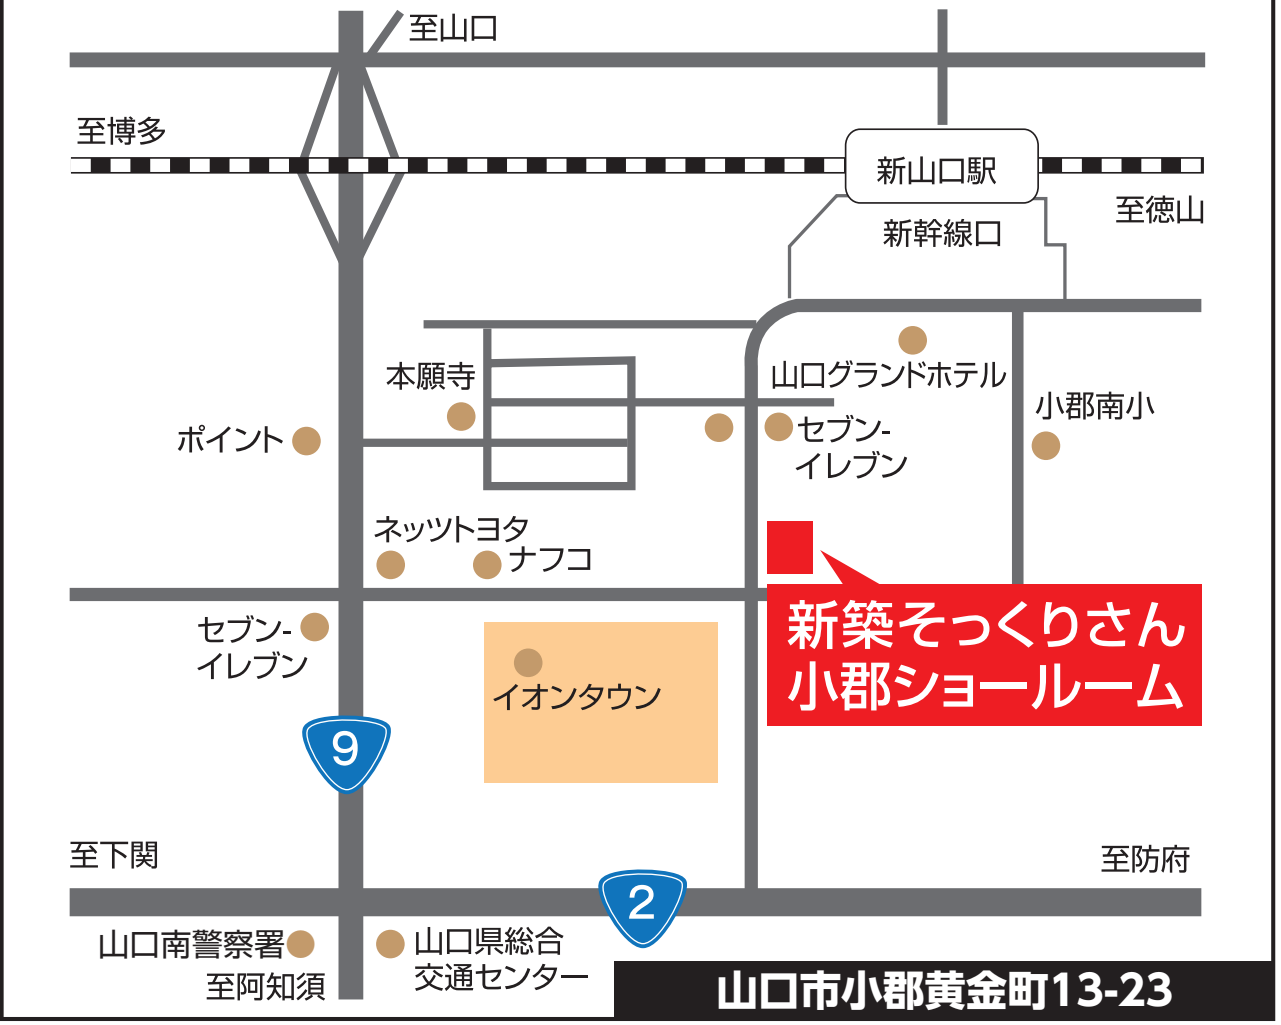 至山口
至博多
新山口駅
至徳山
新幹線口
本願寺
山口グランドホテル
小郡南小
ポイント
セブン-
イレブン
ネッツトヨタ
ナフコ
新築そっくりさん
小郡ショールーム
セブン-
イレブン
イオンタウン
9
至下関
至防府
2
山口南警察署
山口県総合
交通センター
至阿知須
山口市小郡黄金町13-23